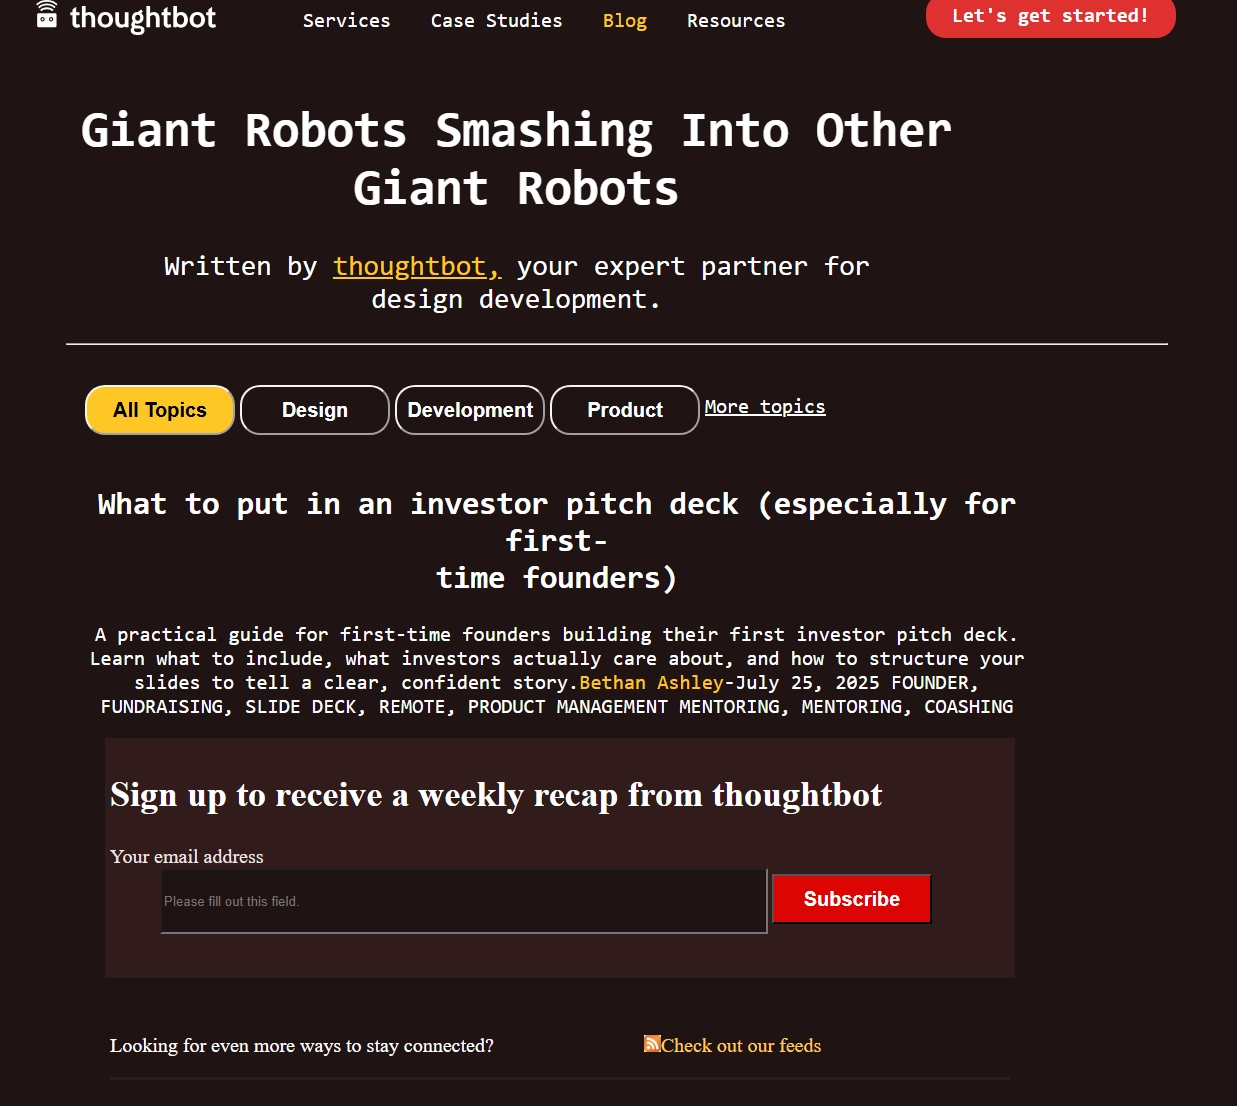 thoughtbot
Services Case Studies Blog Resources
Let's get started!
Giant Robots Smashing Into Other
Giant Robots
Written by thoughtbot, your expert partner for
design development.
All Topics Design Development Product More topics
What to put in an investor pitch deck (especially for
first-
time founders)
A practical guide for first-time founders building their first investor pitch deck.
Learn what to include, what investors actually care about, and how to structure your
slides to tell a clear, confident story.Bethan Ashley-July 25, 2025 FOUNDER,
FUNDRAISING, SLIDE DECK, REMOTE, PRODUCT MANAGEMENT MENTORING, MENTORING, COASHING
Sign up to receive a weekly recap from thoughtbot
Your email address
Please fill out this field.
Subscribe
Looking for even more ways to stay connected?
Check out our feeds